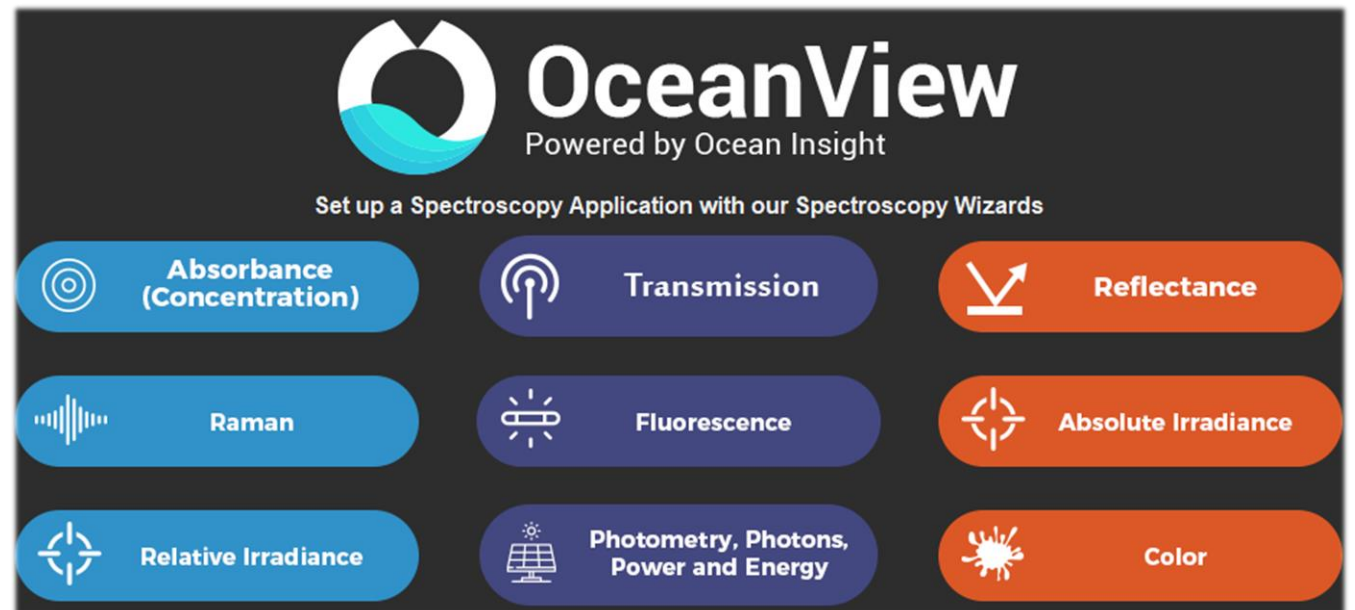 OceanView
Powered by Ocean Insight
Set up a Spectroscopy Application with our Spectroscopy Wizards
Absorbance
(Concentration)
Transmission
Reflectance
Raman
Fluorescence
Absolute Irradiance
Relative Irradiance
Photometry, Photons,
Power and Energy
Color